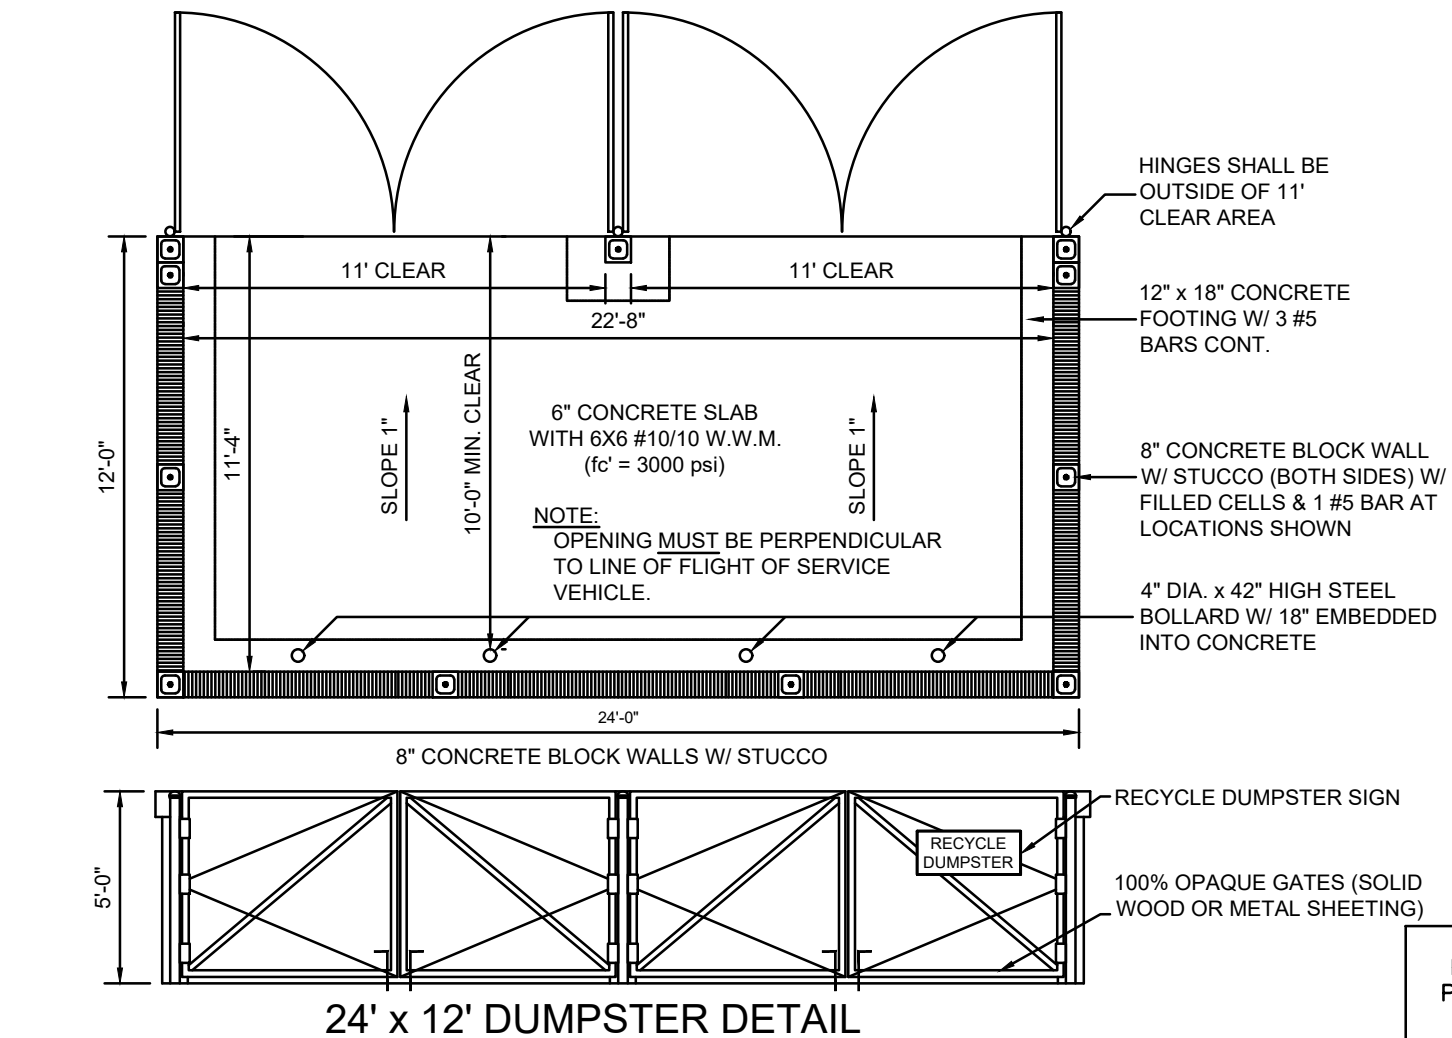 HINGES SHALL BE
OUTSIDE OF 11'
CLEAR AREA
11' CLEAR
11' CLEAR
22'-8"
12" x 18" CONCRETE
FOOTING W/ 3 #5
BARS CONT.
12'-0"
11'-4"
SLOPE 1"
10'-0" MIN. CLEAR
6" CONCRETE SLAB
WITH 6X6 #10/10 W.W.M.
(fc' = 3000 psi)
SLOPE 1"
8" CONCRETE BLOCK WALL
W/ STUCCO (BOTH SIDES) W/
FILLED CELLS & 1 #5 BAR AT
LOCATIONS SHOWN
NOTE:
OPENING MUST BE PERPENDICULAR
TO LINE OF FLIGHT OF SERVICE
VEHICLE.
4" DIA. x 42" HIGH STEEL
BOLLARD W/ 18" EMBEDDED
INTO CONCRETE
24'-0"
8" CONCRETE BLOCK WALLS W/ STUCCO
5'-0"
RECYCLE
DUMPSTER
RECYCLE DUMPSTER SIGN
100% OPAQUE GATES (SOLID
WOOD OR METAL SHEETING)
24' x 12' DUMPSTER DETAIL